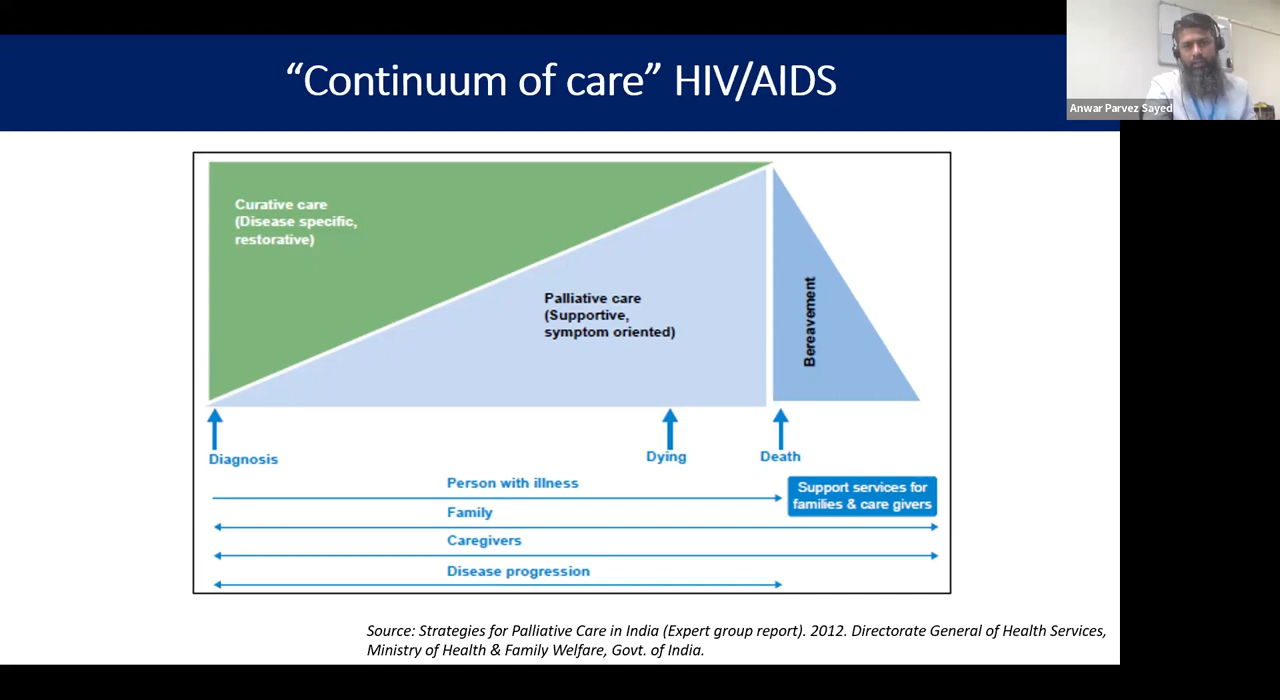 “Continuum of care” HIV/AIDS
Anwar Parvez Sayed
Curative care
(Disease specific,
restorative)
Palliative care
(Supportive,
symptom oriented)
Bereavement
Diagnosis
Dying
Death
Person with illness
Support services for
families & care givers
Family
Caregivers
Disease progression
Source: Strategies for Palliative Care in India (Expert group report). 2012. Directorate General of Health Services,
Ministry of Health & Family Welfare, Govt. of India.